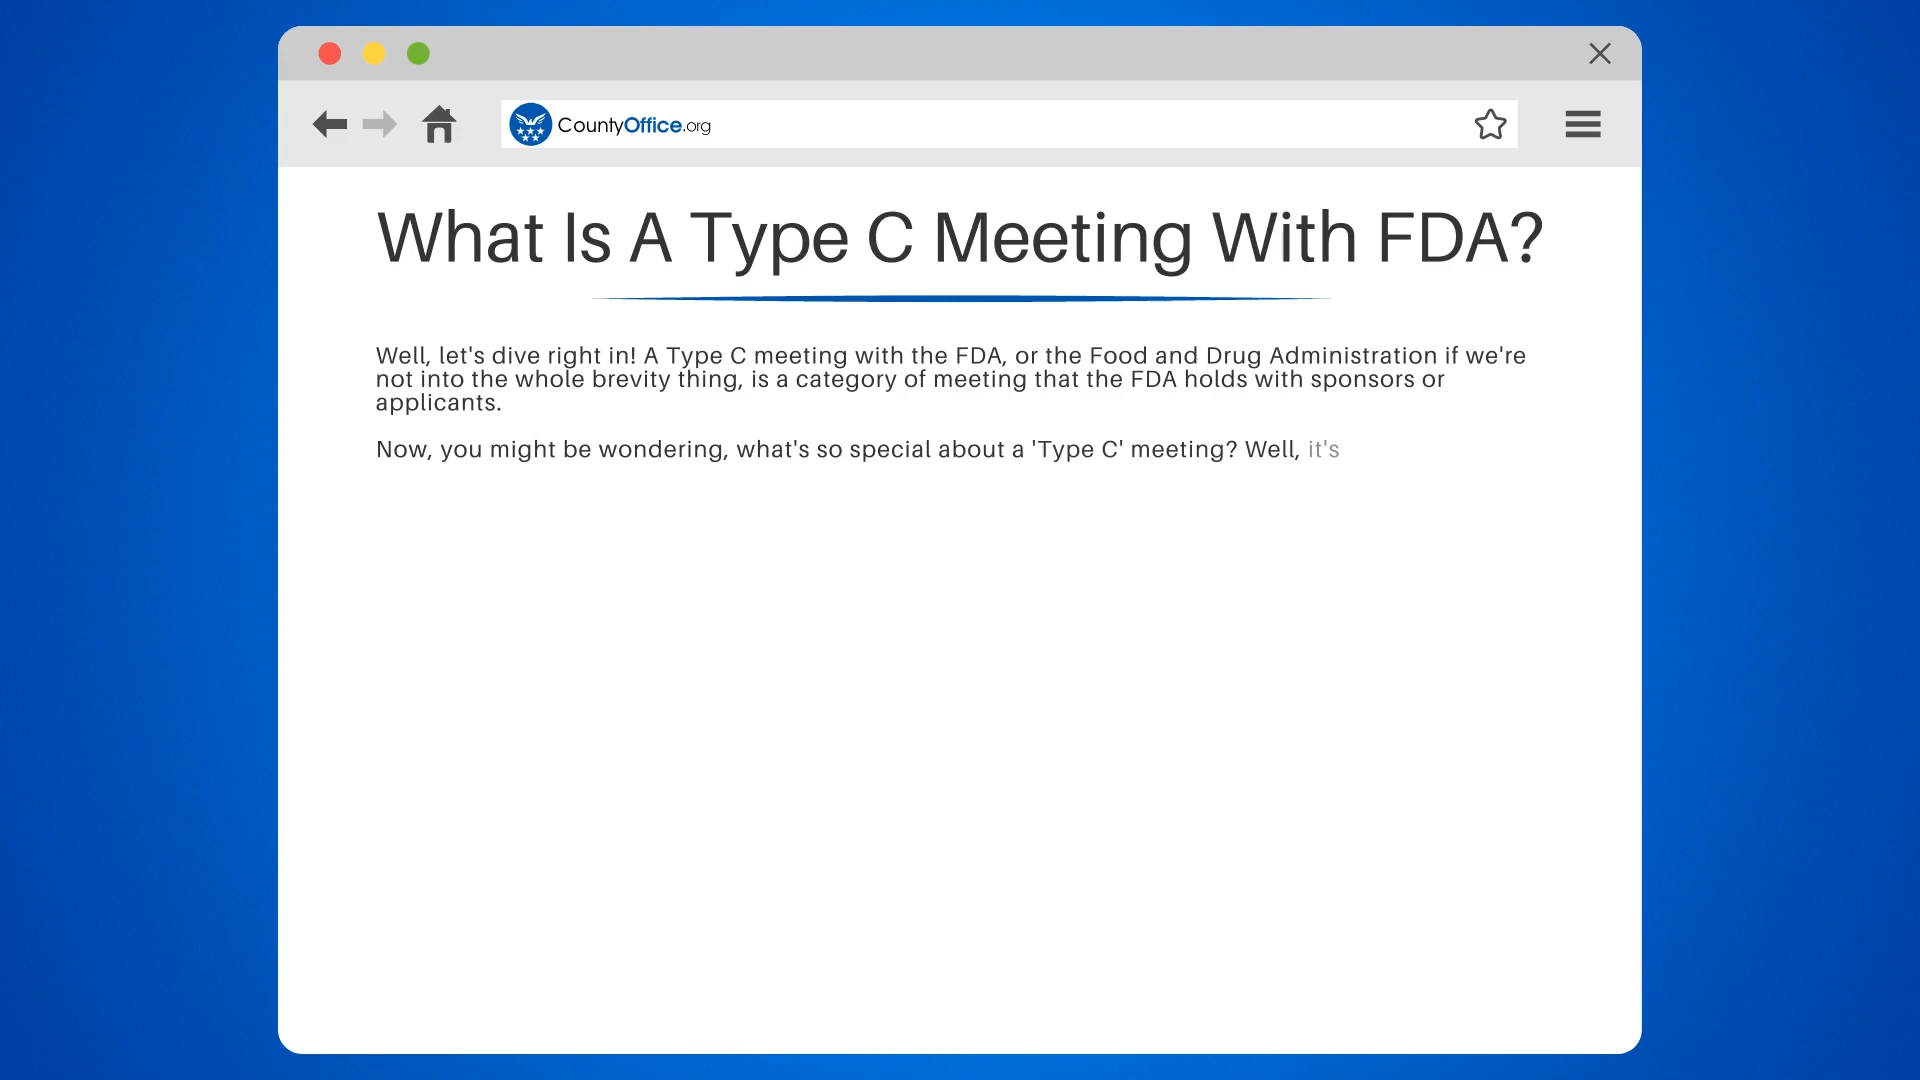 CountyOffice.org
What Is A Type C Meeting With FDA?
Well, let's dive right in! A Type C meeting with the FDA, or the Food and Drug Administration if we're
not into the whole brevity thing, is a category of meeting that the FDA holds with sponsors or
applicants.
Now, you might be wondering, what's so special about a 'Type C' meeting? Well, it's